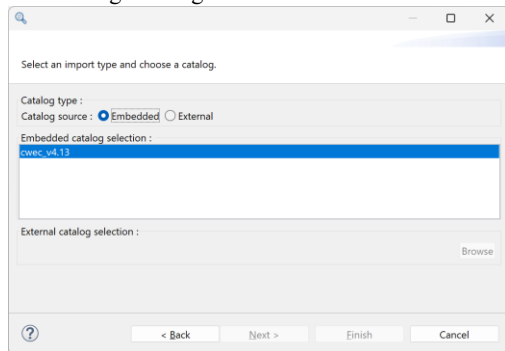 Select an import type and choose a catalog.
Catalog type :
Catalog source : Embedded External
Embedded catalog selection :
cwec_v4.13
External catalog selection :
Browse
< Back Next > Finish Cancel